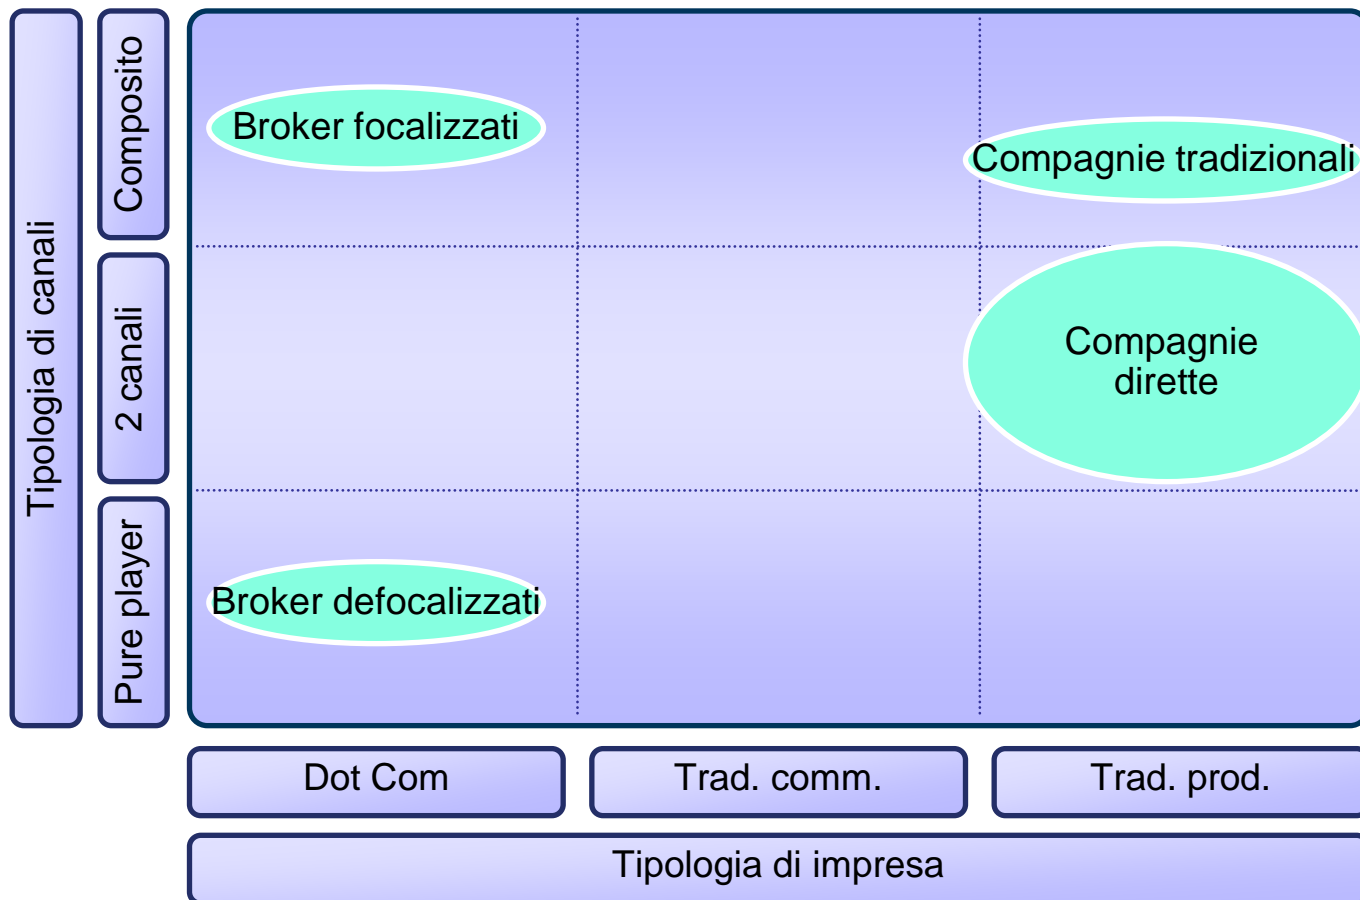 Tipologia di canali
Composito
2 canali
Pure player
Broker focalizzati
Compagnie tradizionali
Compagnie
dirette
Broker defocalizzati
Dot Com
Trad. comm.
Trad. prod.
Tipologia di impresa